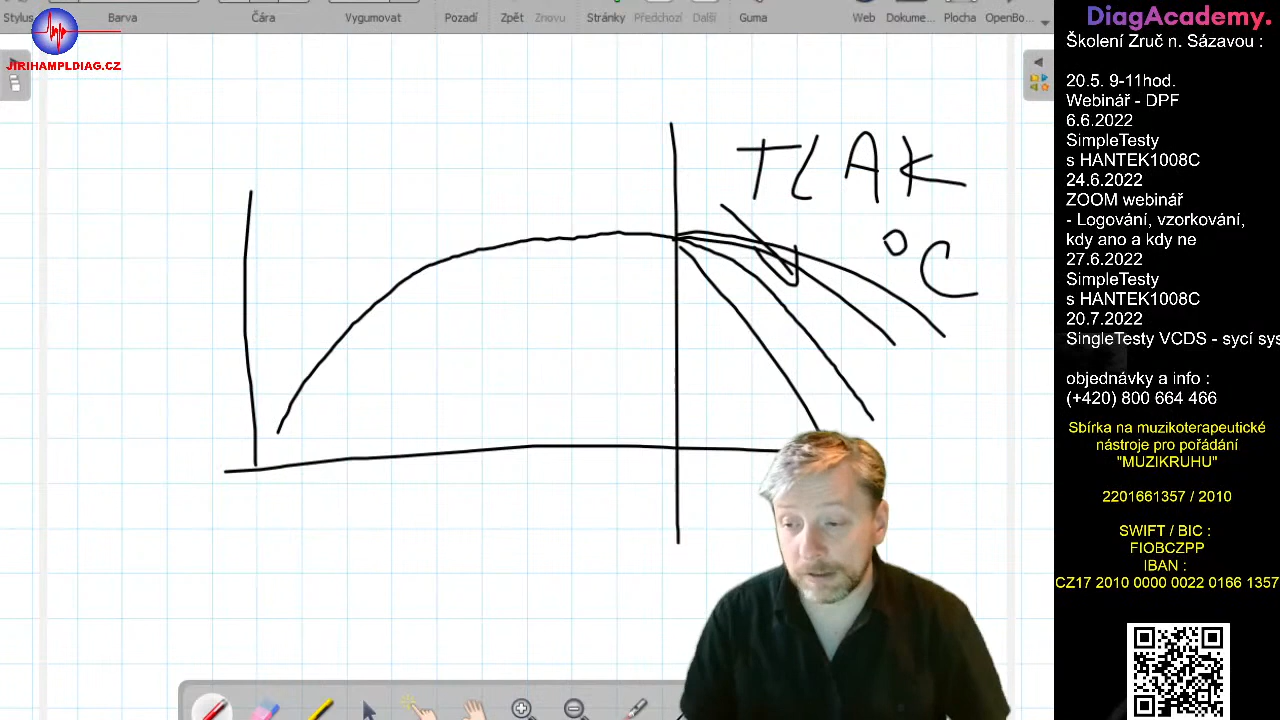 Stylus
Barva
Čára
Vygumovat
Pozadí
Zpět
Znovu
Stránky
Předchozí
Další
Guma
Web
Dokume...
Plocha
OpenBo...
JIRIHAMPLDIAG.CZ
TLAK
°C
DiagAcademy.
Školení Zruč n. Sázavou :
20.5. 9-11hod.
Webinář - DPF
6.6.2022
SimpleTesty
s HANTEK1008C
24.6.2022
ZOOM webinář
- Logování, vzorkování,
kdy ano a kdy ne
27.6.2022
SimpleTesty
s HANTEK1008C
20.7.2022
SingleTesty VCDS - sycí sys
objednávky a info :
(+420) 800 664 466
Sbírka na muzikoterapeutické
nástroje pro pořádání
"MUZIKRUHU"
2201661357 / 2010
SWIFT / BIC :
FIOBCZPP
IBAN :
CZ17 2010 0000 0022 0166 1357